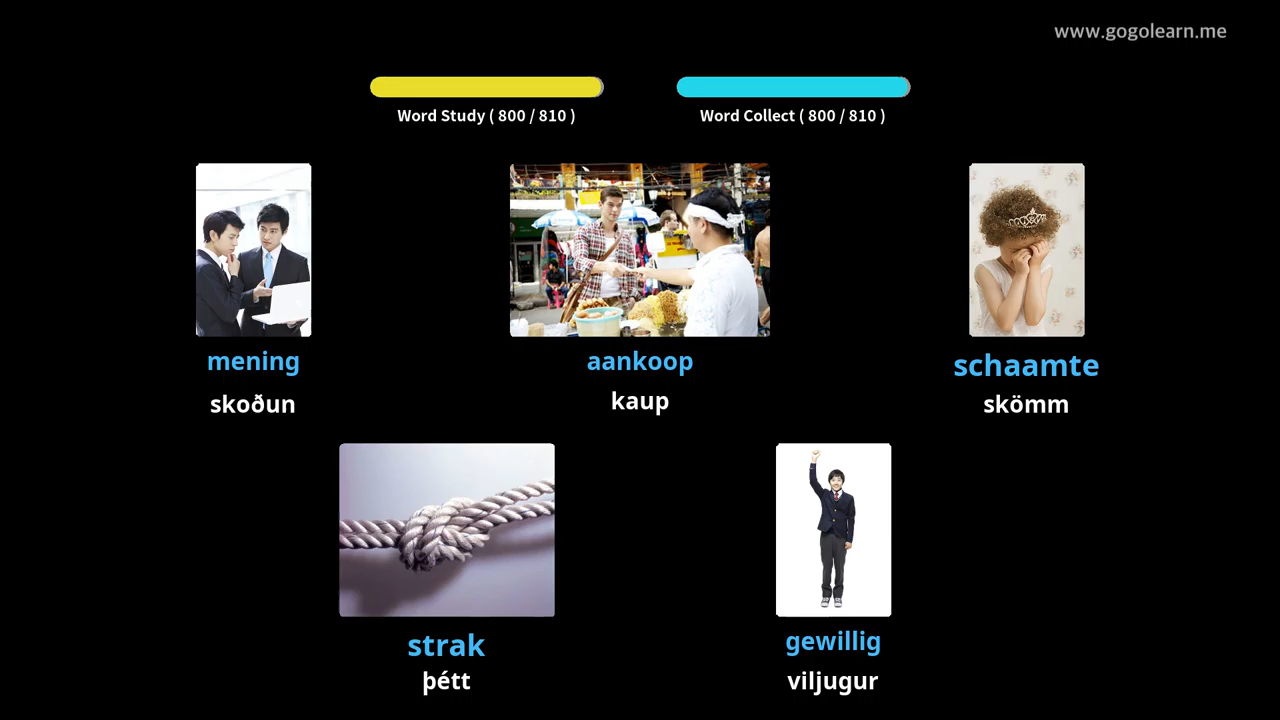 www.gogolearn.me
Word Study ( 800 / 810 )
Word Collect ( 800 / 810 )
mening
aankoop
schaamte
skoðun
kaup
skömm
strak
gewillig
þétt
viljugur